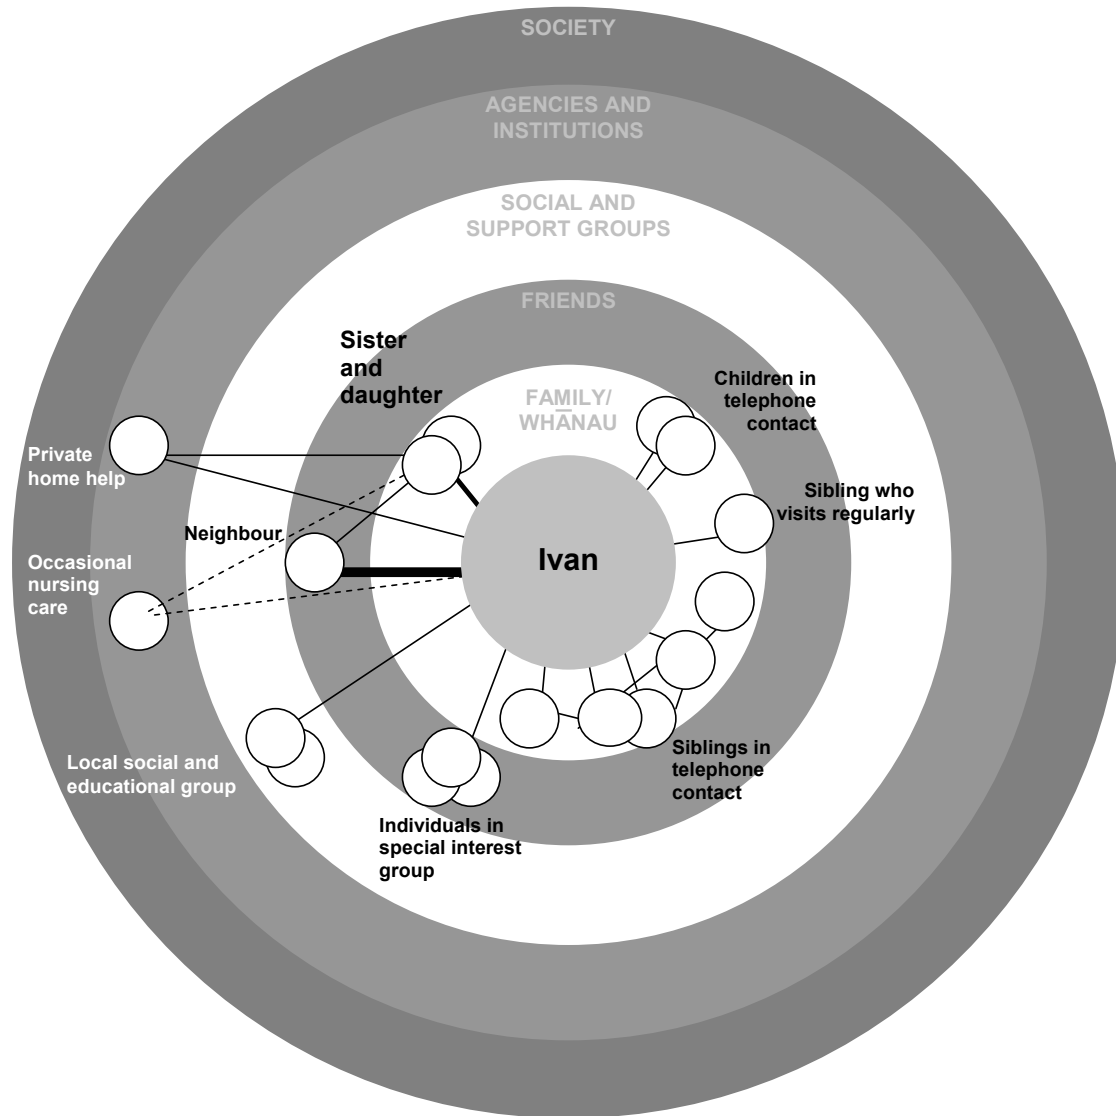 SOCIETY
AGENCIES AND
INSTITUTIONS
SOCIAL AND
SUPPORT GROUPS
FRIENDS
FAMILY/
WHĀNAU
Sister
and
daughter
Children in
telephone
contact
Private
home help
Sibling who
visits regularly
Neighbour
Ivan
Occasional
nursing
care
Local social and
educational group
Siblings in
telephone
contact
Individuals in
special interest
group